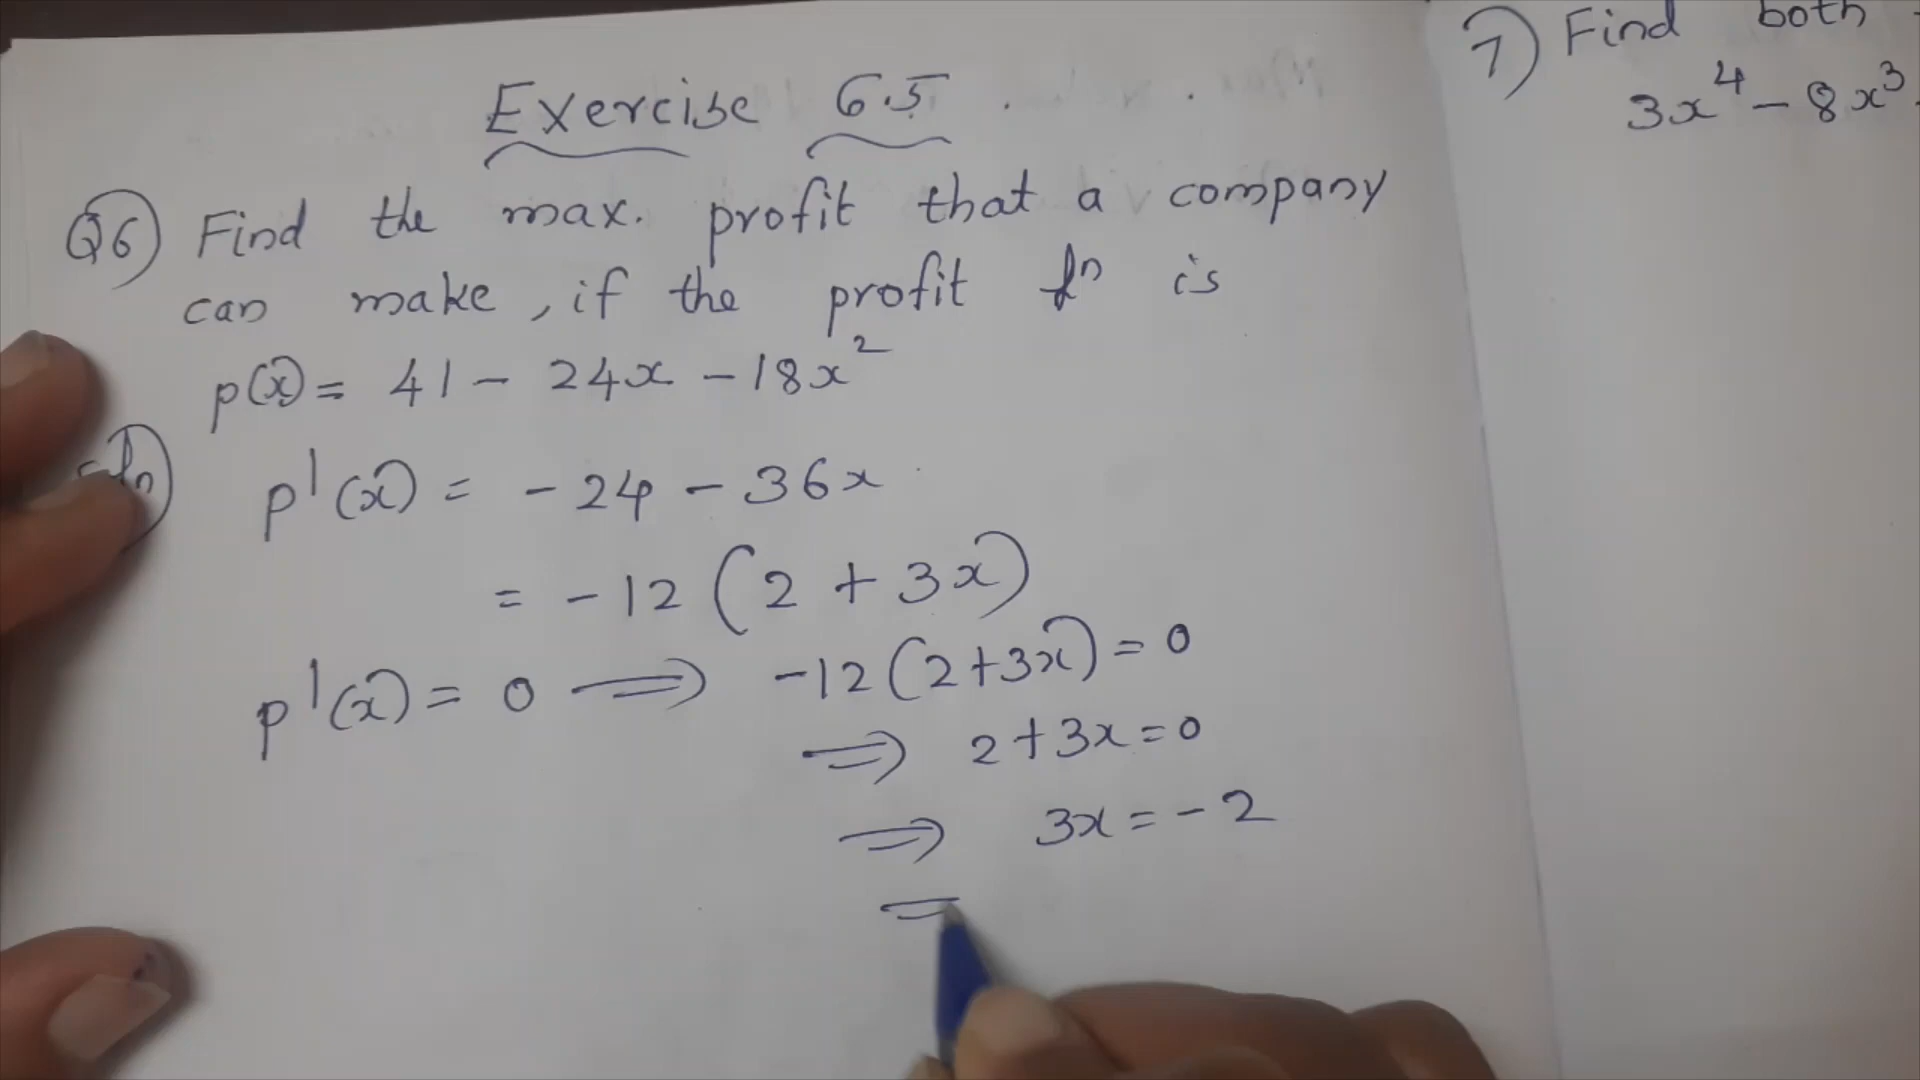 Exercise 6.5
Q6) Find the max. profit that a company
can make, if the profit fn is
p(x) = 41 - 24x - 18x²
p'(x) = -24 - 36x
= -12 (2 + 3x)
p'(x) = 0 ⟹ -12(2+3x) = 0
⟹ 2+3x=0
⟹ 3x = -2
7) Find both
3x⁴ - 8x³